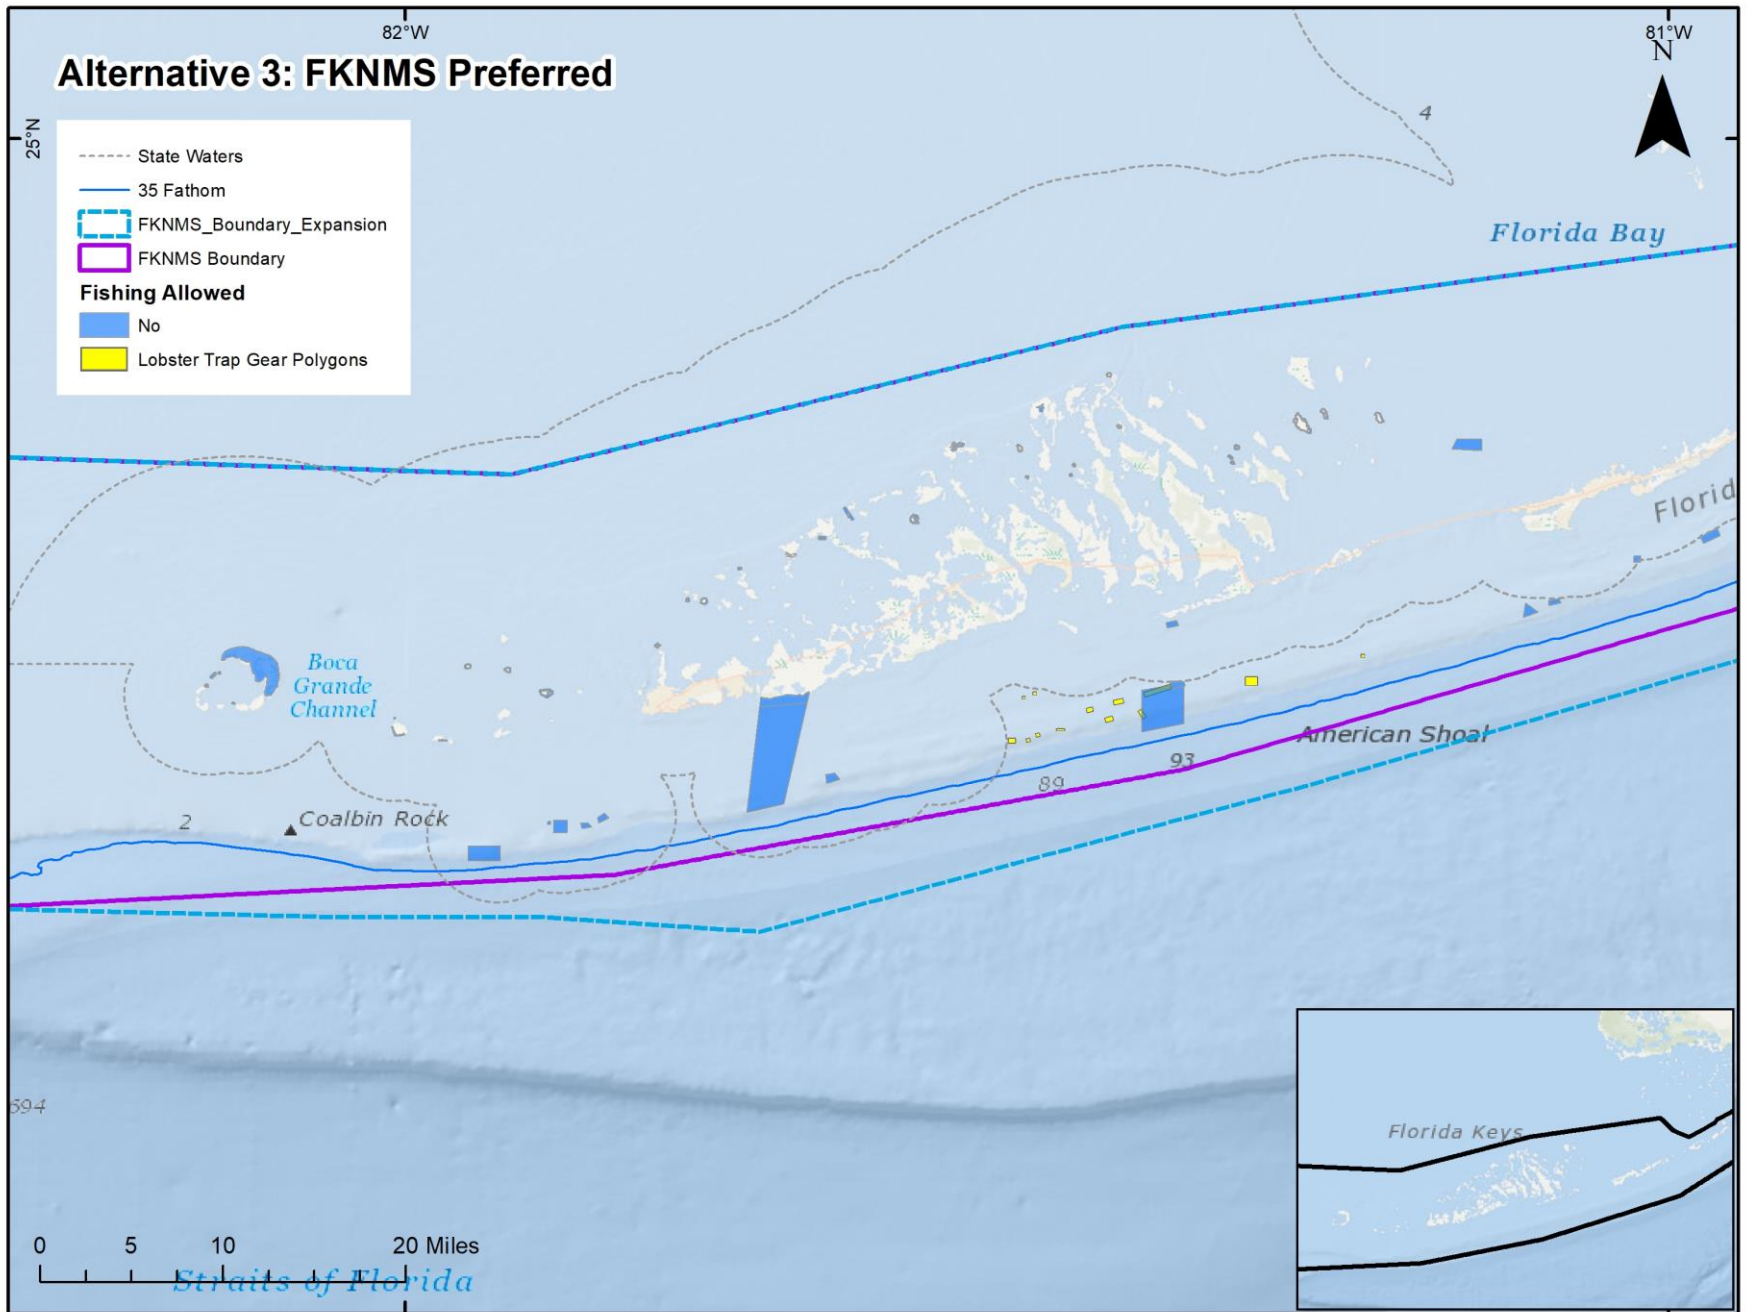 82°W
81°W
Alternative 3: FKNMS Preferred
N
4
25°N
State Waters
35 Fathom
FKNMS_Boundary_Expansion
FKNMS Boundary
Fishing Allowed
No
Lobster Trap Gear Polygons
Florida Bay
Florid
Boca
Grande
Channel
American Shoal
93
89
2
Coalbin Rock
694
Florida Keys
0 5 10 20 Miles
Straits of Florida